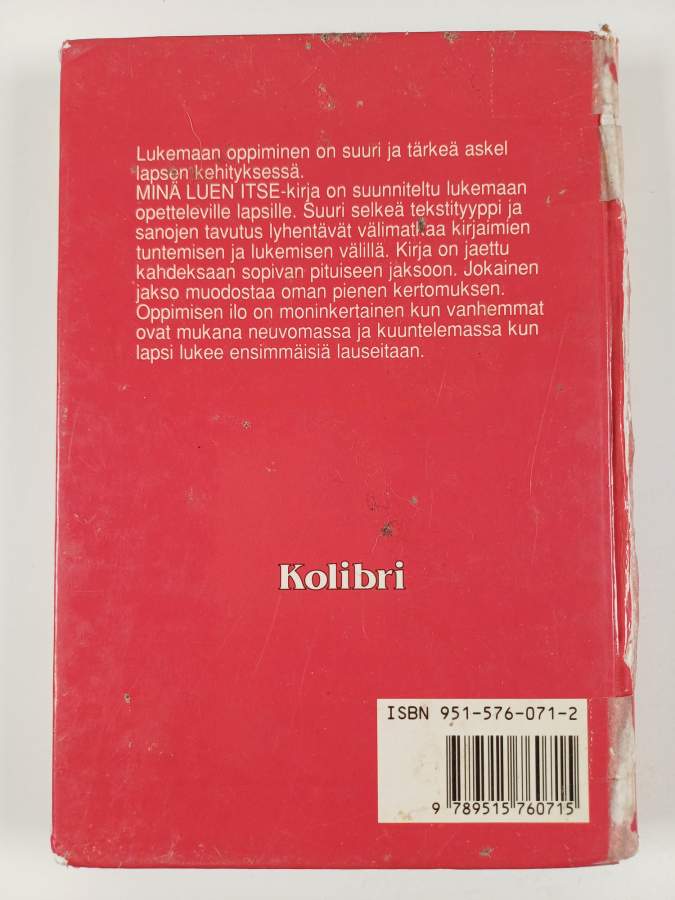 Lukemaan oppiminen on suuri ja tärkeä askel
lapsen kehityksessä.
MINÄ LUEN ITSE-kirja on suunniteltu lukemaan
opetteleville lapsille. Suuri selkeä tekstityyppi ja
sanojen tavutus lyhentävät välimatkaa kirjaimien
tuntemisen ja lukemisen välillä. Kirja on jaettu
kahdeksaan sopivan pituiseen jaksoon. Jokainen
jakso muodostaa oman pienen kertomuksen.
Oppimisen ilo on moninkertainen kun vanhemmat
ovat mukana neuvomassa ja kuuntelemassa kun
lapsi lukee ensimmäisiä lauseitaan.
Kolibri
ISBN 951-576-071-2
9 789515 760715